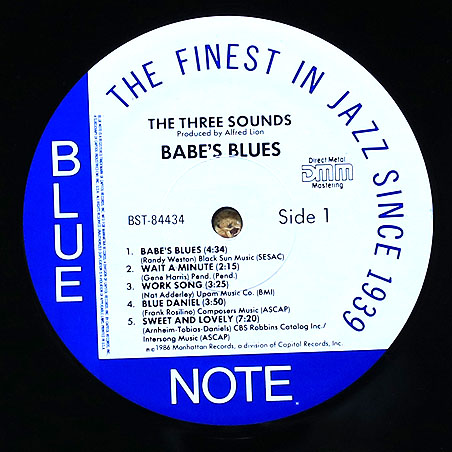 THE FINEST IN JAZZ SINCE 1939
THE THREE SOUNDS
Produced by Alfred Lion
BABE'S BLUES
Direct Metal
DMM
Mastering
BST-84434
Side 1
1. BABE'S BLUES (4:34)
(Randy Weston) Black Sun Music (SESAC)
2. WAIT A MINUTE (2:15)
(Gene Harris) Pend. (Pend.)
3. WORK SONG (3:25)
(Nat Adderley) Upam Music Co. (BMI)
4. BLUE DANIEL (3:50)
(Frank Rosilino) Composers Music (ASCAP)
5. SWEET AND LOVELY (7:20)
(Arnheim-Tobias-Daniels) CBS Robbins Catalog Inc./
Intersong Music (ASCAP)
1986 Manhattan Records, a division of Capitol Records, Inc.
BLUE
NOTE